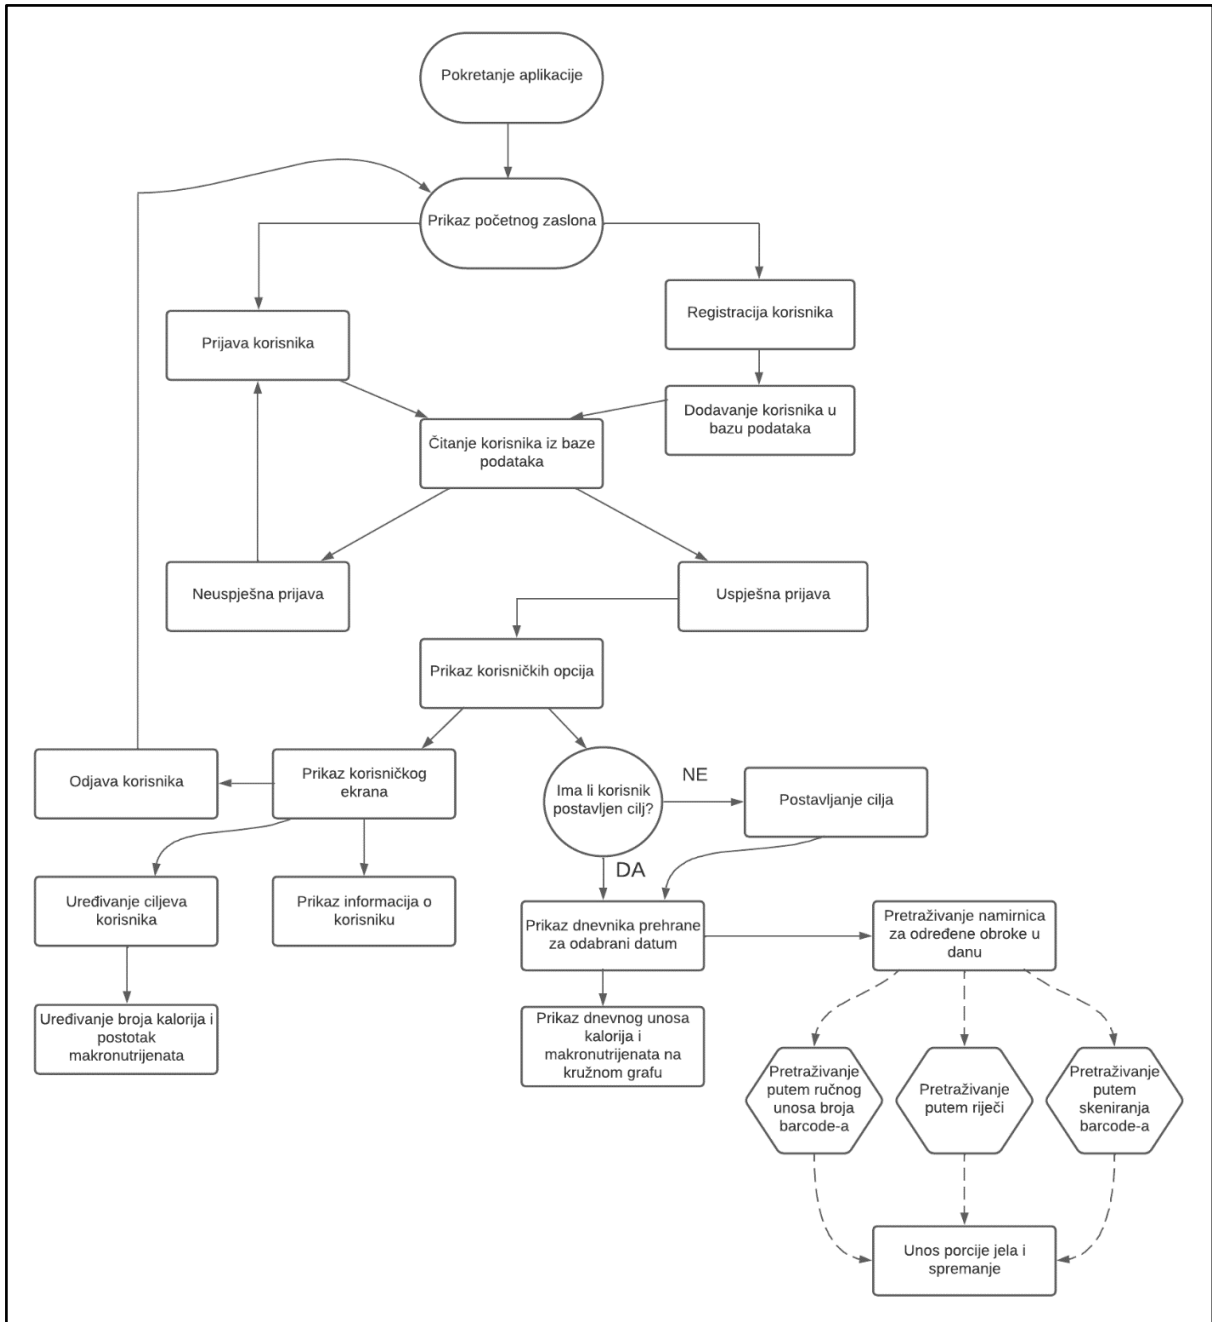 Pokretanje aplikacije
Prikaz početnog zaslona
Registracija korisnika
Prijava korisnika
Dodavanje korisnika u
bazu podataka
Čitanje korisnika iz baze
podataka
Neuspješna prijava
Uspješna prijava
Prikaz korisničkih opcija
Odjava korisnika
Prikaz korisničkog
ekrana
Ima li korisnik
postavljen cilj?
NE
Postavljanje cilja
DA
Uređivanje ciljeva
korisnika
Prikaz informacija o
korisniku
Prikaz dnevnika prehrane
za odabrani datum
Pretraživanje namirnica
za određene obroke u
danu
Uređivanje broja kalorija i
postotak
makronutrijenata
Prikaz dnevnog unosa
kalorija i
makronutrijenata na
kružnom grafu
Pretraživanje
putem ručnog
unosa broja
barcode-a
Pretraživanje
putem riječi
Pretraživanje
putem
skeniranja
barcode-a
Unos porcije jela i
spremanje